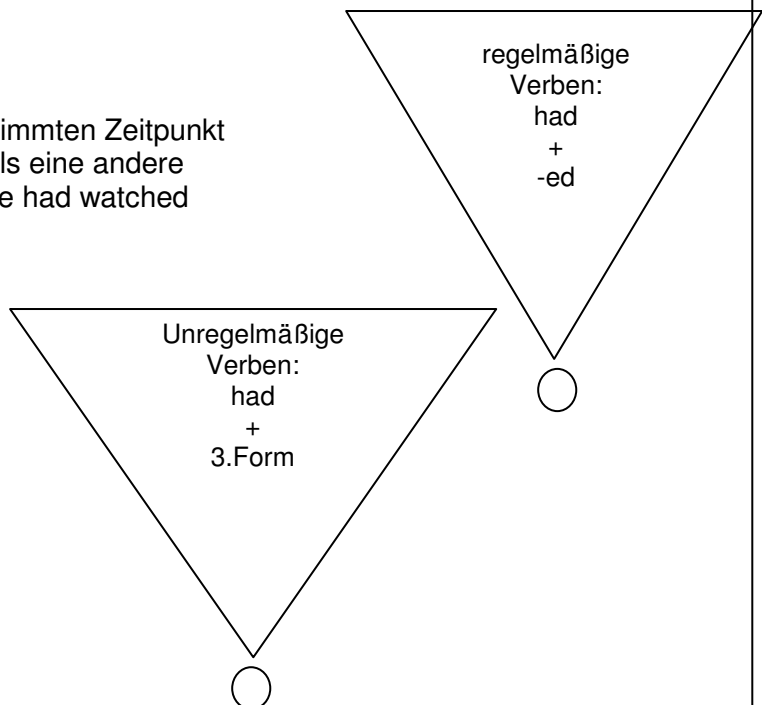 regelmäßige
Verben:
had
+
-ed
immten Zeitpunkt
ls eine andere
e had watched
Unregelmäßige
Verben:
had
+
3.Form